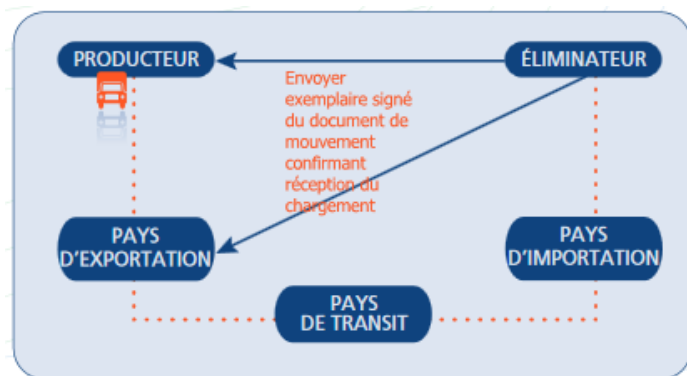 PRODUCTEUR
ÉLIMINATEUR
Envoyer
exemplaire signé
du document de
mouvement
confirmant
réception du
chargement
PAYS
D'EXPORTATION
PAYS
D'IMPORTATION
PAYS
DE TRANSIT